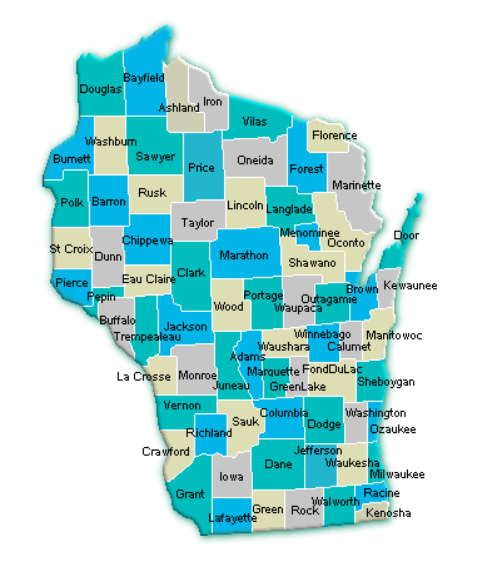 Bayfield
Douglas
Ashland
Iron
Vilas
Florence
Washburn
Burnett
Sawyer
Price
Oneida
Forest
Marinette
Rusk
Polk
Barron
Lincoln
Langlade
Taylor
Menominee
Door
Chippewa
Oconto
St Croix
Dunn
Marathon
Shawano
Clark
Eau Claire
Pierce
Kewaunee
Brown
Pepin
Portage
Outagamie
Wood
Waupaca
Buffalo
Jackson
Trempealeau
Winnebago
Manitowoc
Waushara
Calumet
Adams
La Crosse
Monroe
Marquette
FondDuLac
Juneau
GreenLake
Sheboygan
Vernon
Columbia
Washington
Sauk
Dodge
Ozaukee
Richland
Crawford
Jefferson
Dane
Waukesha
Iowa
Milwaukee
Grant
Racine
Walworth
Green
Rock
Kenosha
Lafayette